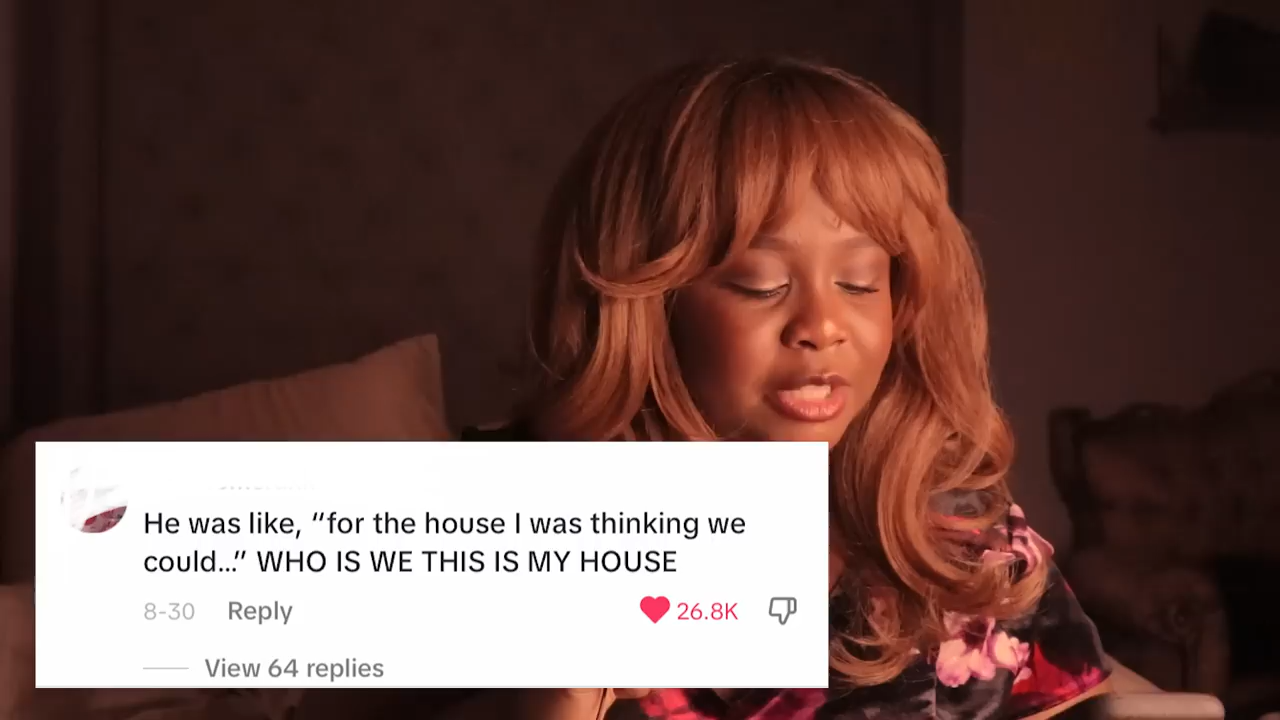 He was like, “for the house I was thinking we
could...” WHO IS WE THIS IS MY HOUSE
8-30 Reply 26.8K
View 64 replies